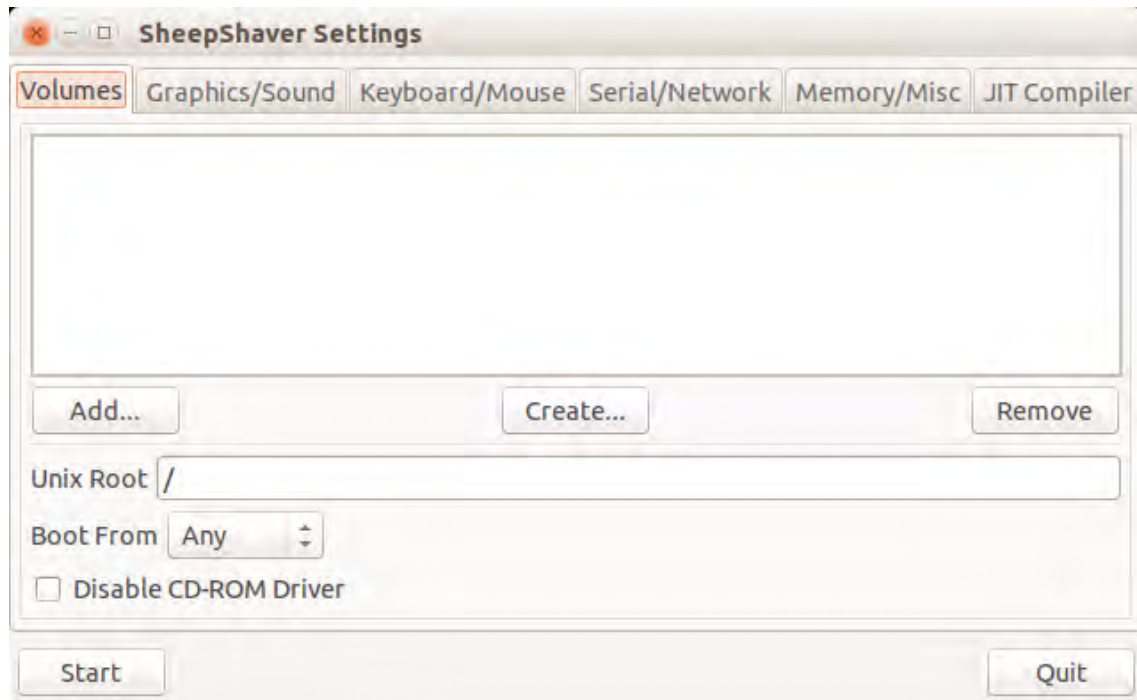 SheepShaver Settings
Volumes Graphics/Sound Keyboard/Mouse Serial/Network Memory/Misc JIT Compiler
Add... Create... Remove
Unix Root /
Boot From Any
Disable CD-ROM Driver
Start Quit